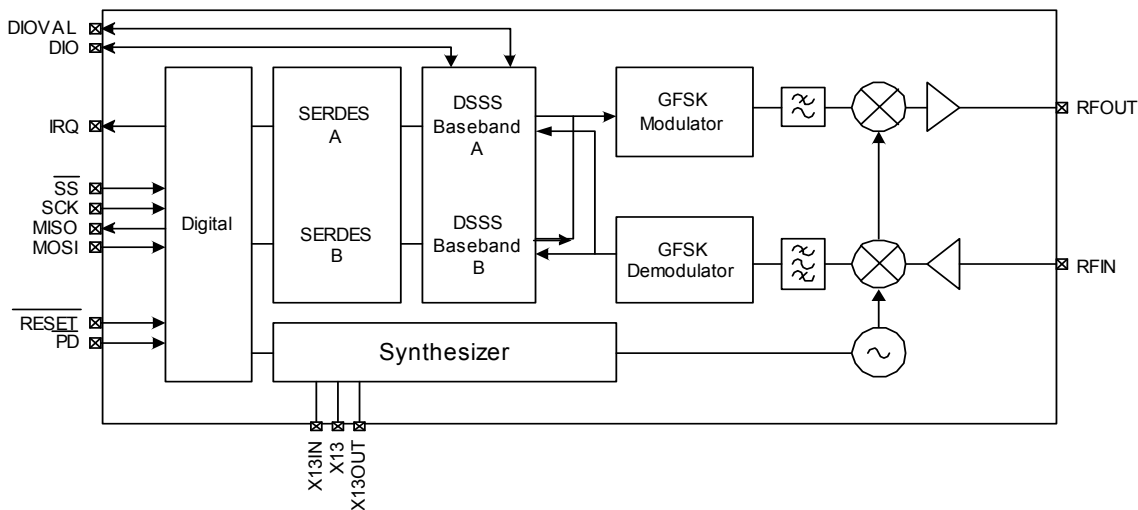 DIOVAL
DIO
IRQ
SS
SCK
MISO
MOSI
RESET
PD
Digital
SERDES
A
SERDES
B
DSSS
Baseband
A
DSSS
Baseband
B
GFSK
Modulator
GFSK
Demodulator
Synthesizer
RFOUT
RFIN
X13IN
X13
X13OUT